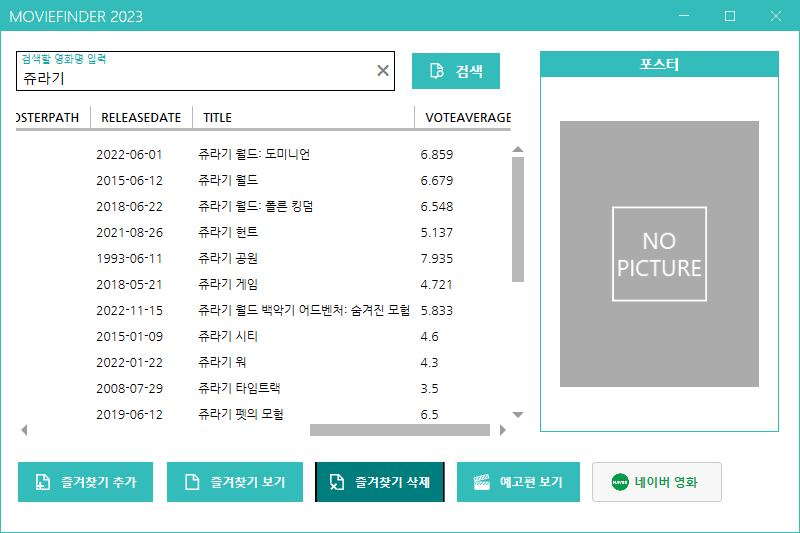 MOVIEFINDER 2023
검색할 영화명 입력
쥬라기
검색
포스터
OSTERPATH RELEASEDATE TITLE VOTEAVERAGE
2022-06-01 쥬라기 월드: 도미니언 6.859
2015-06-12 쥬라기 월드 6.679
2018-06-22 쥬라기 월드: 폴른 킹덤 6.548
2021-08-26 쥬라기 헌트 5.137
1993-06-11 쥬라기 공원 7.935
2018-05-21 쥬라기 게임 4.721
2022-11-15 쥬라기 월드 백악기 어드벤처: 숨겨진 모험 5.833
2015-01-09 쥬라기 시티 4.6
2022-01-22 쥬라기 워 4.3
2008-07-29 쥬라기 타임트랙 3.5
2019-06-12 쥬라기 펫의 모험 6.5
NO
PICTURE
즐겨찾기 추가
즐겨찾기 보기
즐겨찾기 삭제
예고편 보기
NAVER 네이버 영화